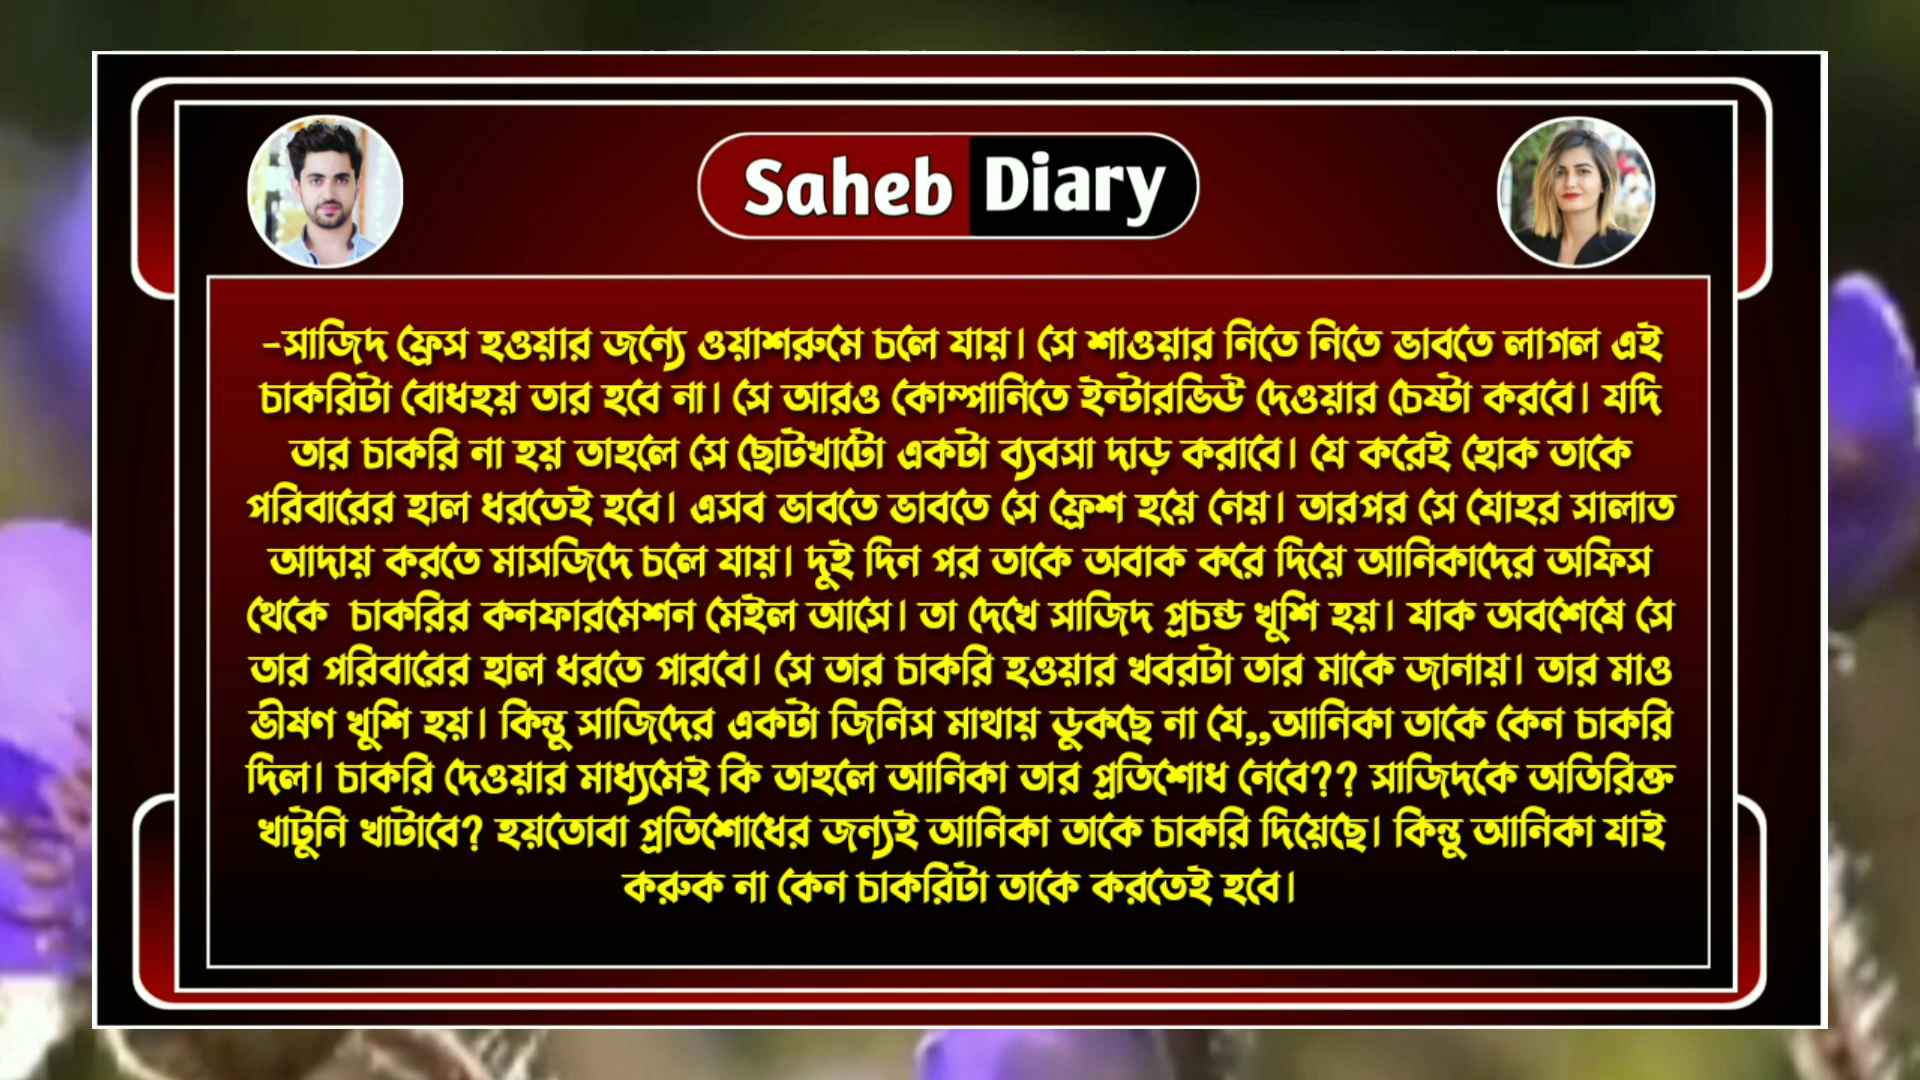 Saheb Diary
-সাজিদ ফ্রেস হওয়ার জন্যে ওয়াশরুমে চলে যায়। সে শাওয়ার নিতে নিতে ভাবতে লাগল এই
চাকরিটা বোধহয় তার হবে না। সে আরও কোম্পানিতে ইন্টারভিউ দেওয়ার চেষ্টা করবে। যদি
তার চাকরি না হয় তাহলে সে ছোটখাটো একটা ব্যবসা দাড় করাবে। যে করেই হোক তাকে
পরিবারের হাল ধরতেই হবে। এসব ভাবতে ভাবতে সে ফ্রেশ হয়ে নেয়। তারপর সে যোহর সালাত
আদায় করতে মাসজিদে চলে যায়। দুই দিন পর তাকে অবাক করে দিয়ে আনিকাদের অফিস
থেকে চাকরির কনফারমেশন মেইল আসে। তা দেখে সাজিদ প্রচন্ড খুশি হয়। যাক অবশেষে সে
তার পরিবারের হাল ধরতে পারবে। সে তার চাকরি হওয়ার খবরটা তার মাকে জানায়। তার মাও
ভীষণ খুশি হয়। কিন্তু সাজিদের একটা জিনিস মাথায় ডুকছে না যে,,আনিকা তাকে কেন চাকরি
দিল। চাকরি দেওয়ার মাধ্যমেই কি তাহলে আনিকা তার প্রতিশোধ নেবে?? সাজিদকে অতিরিক্ত
খাটুনি খাটাবে? হয়তোবা প্রতিশোধের জন্যই আনিকা তাকে চাকরি দিয়েছে। কিন্তু আনিকা যাই
করুক না কেন চাকরিটা তাকে করতেই হবে।